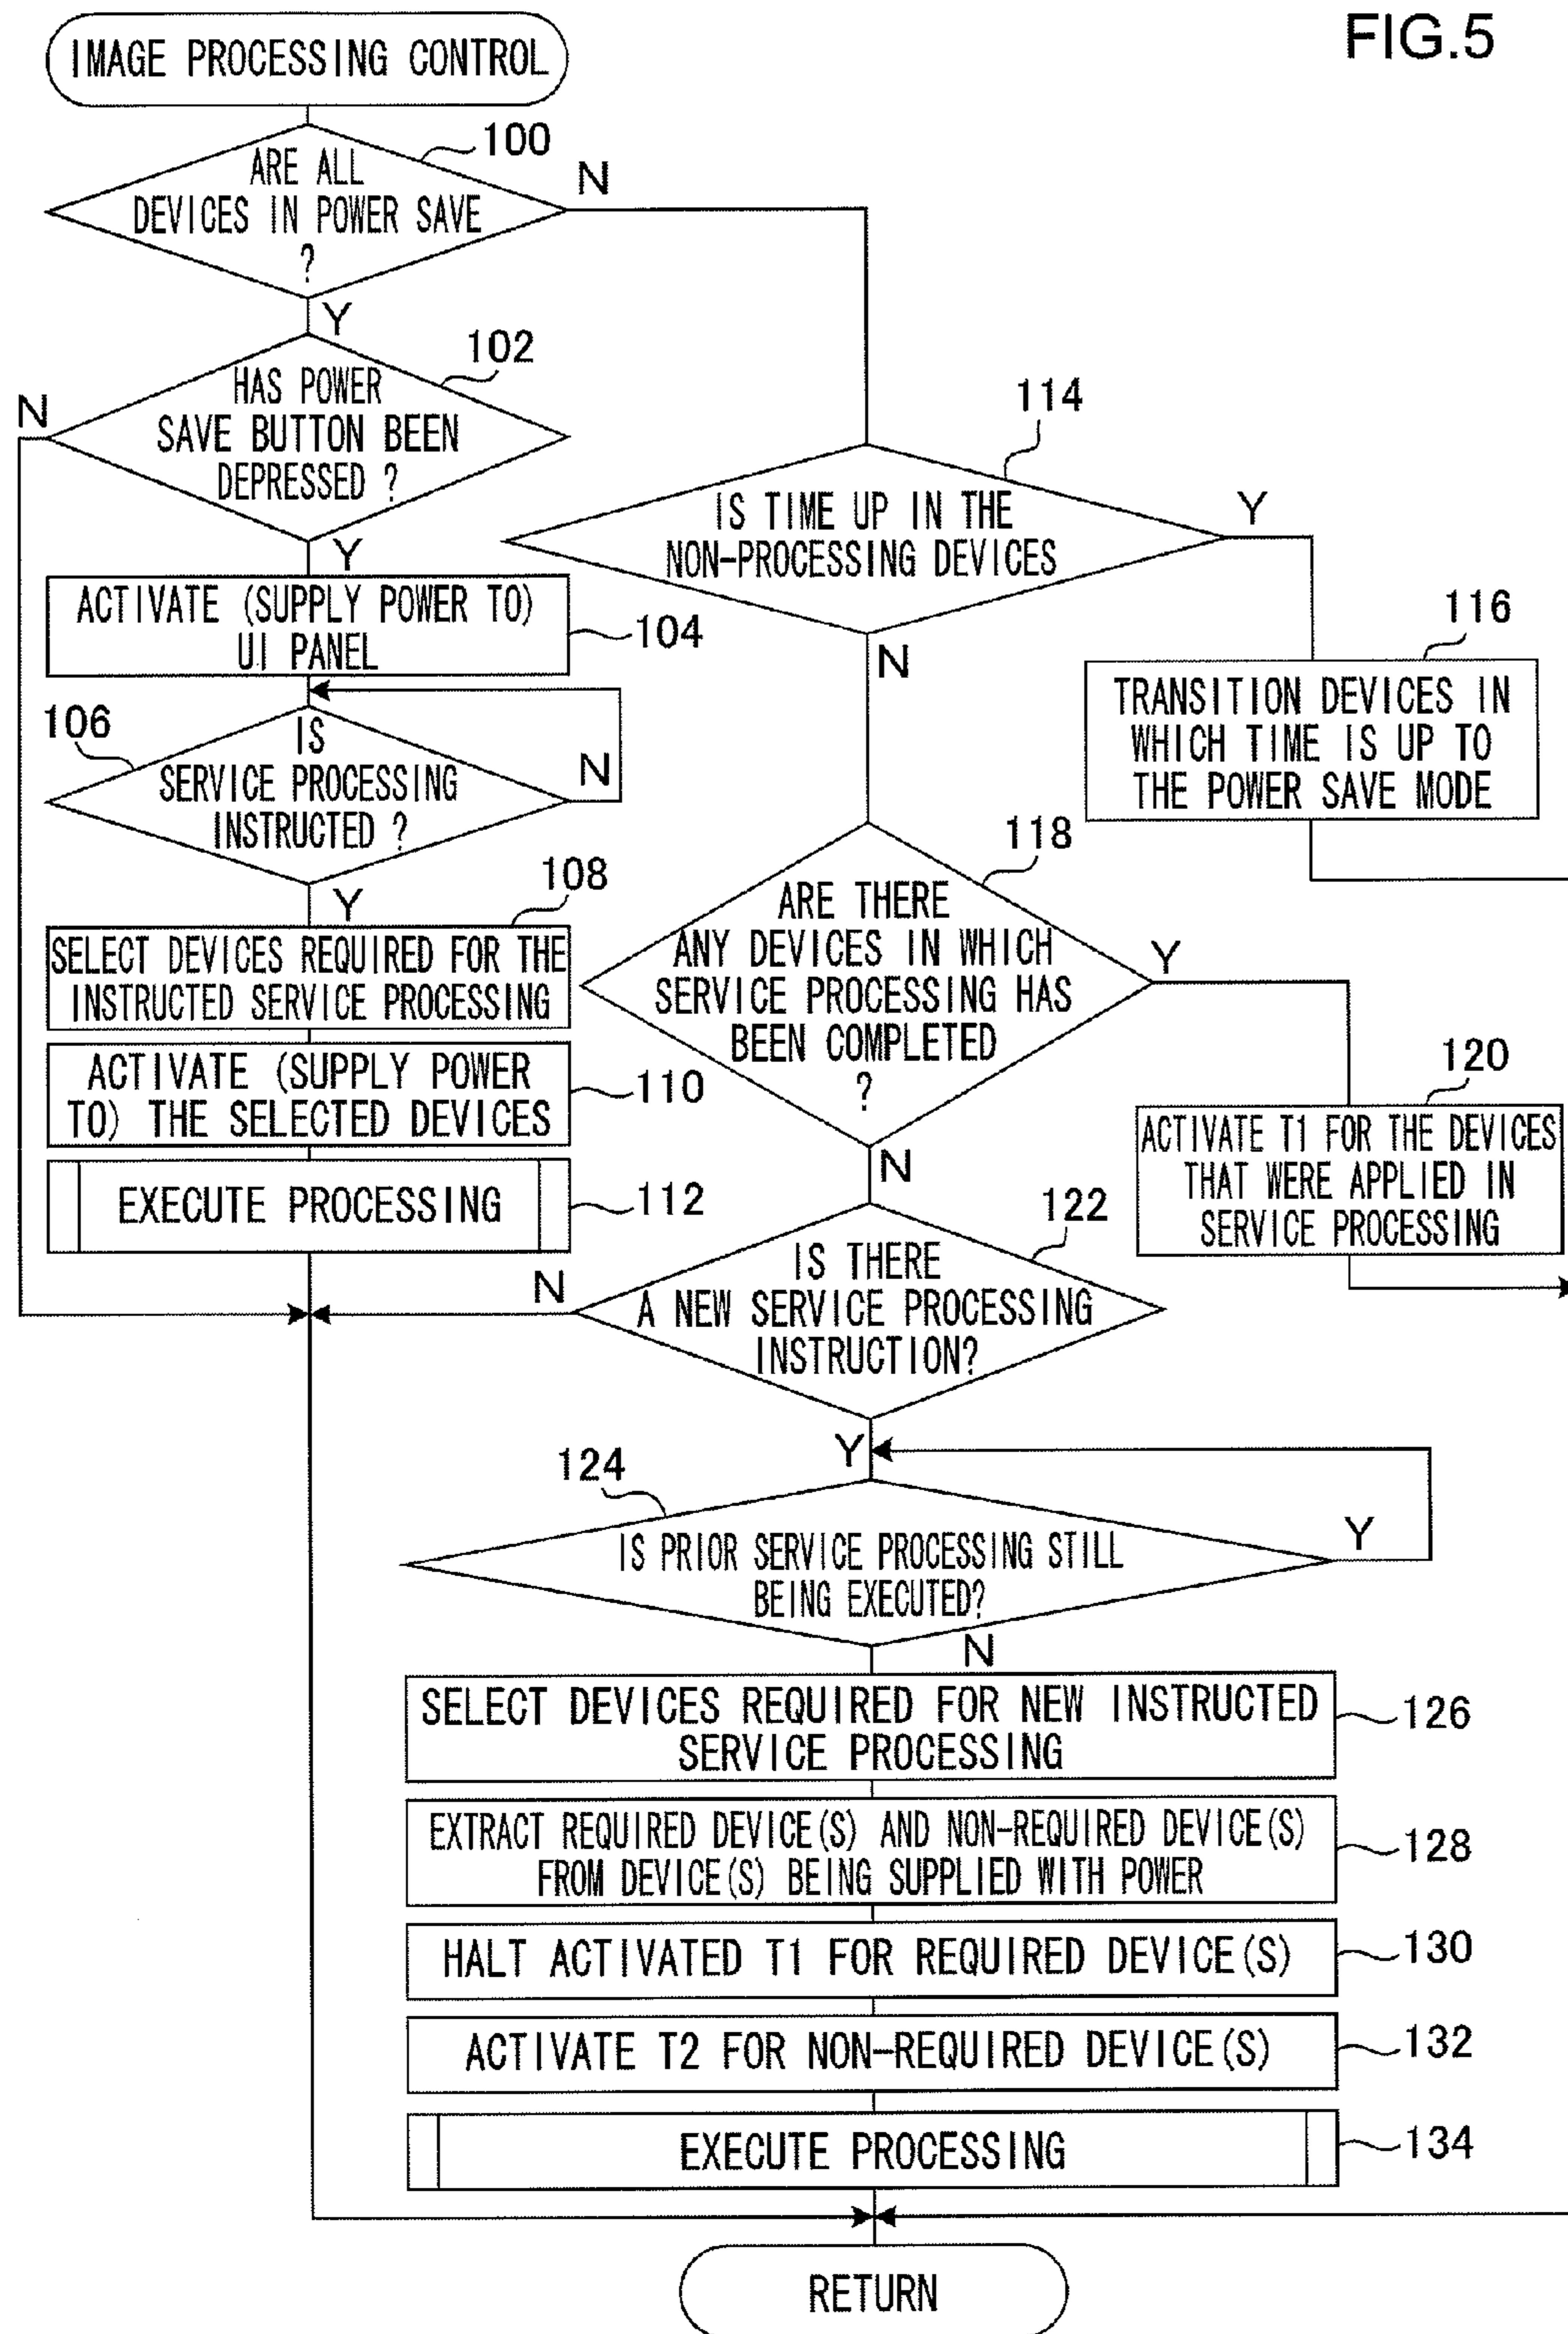 FIG.5
IMAGE PROCESSING CONTROL
100
ARE ALL
DEVICES IN POWER SAVE
?
N
Y
102
HAS POWER
SAVE BUTTON BEEN
DEPRESSED ?
N
Y
ACTIVATE (SUPPLY POWER TO)
UI PANEL
104
106
IS
SERVICE PROCESSING
INSTRUCTED ?
N
Y
108
SELECT DEVICES REQUIRED FOR THE
INSTRUCTED SERVICE PROCESSING
ACTIVATE (SUPPLY POWER
TO) THE SELECTED DEVICES
110
EXECUTE PROCESSING
112
114
IS TIME UP IN THE
NON-PROCESSING DEVICES
Y
N
116
TRANSITION DEVICES IN
WHICH TIME IS UP TO
THE POWER SAVE MODE
118
ARE THERE
ANY DEVICES IN WHICH
SERVICE PROCESSING HAS
BEEN COMPLETED
?
Y
N
120
ACTIVATE T1 FOR THE DEVICES
THAT WERE APPLIED IN
SERVICE PROCESSING
122
IS THERE
A NEW SERVICE PROCESSING
INSTRUCTION?
N
Y
124
IS PRIOR SERVICE PROCESSING STILL
BEING EXECUTED?
Y
N
SELECT DEVICES REQUIRED FOR NEW INSTRUCTED
SERVICE PROCESSING
126
EXTRACT REQUIRED DEVICE(S) AND NON-REQUIRED DEVICE(S)
FROM DEVICE(S) BEING SUPPLIED WITH POWER
128
HALT ACTIVATED T1 FOR REQUIRED DEVICE(S)
130
ACTIVATE T2 FOR NON-REQUIRED DEVICE(S)
132
EXECUTE PROCESSING
134
RETURN